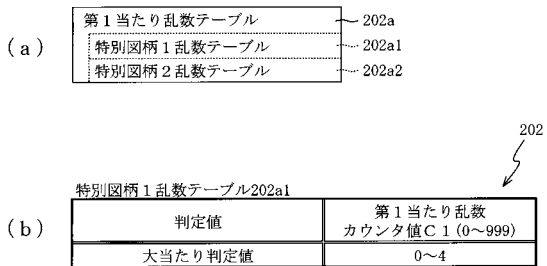 (a)
第1当たり乱数テーブル 202a
特別図柄1乱数テーブル 202a1
特別図柄2乱数テーブル 202a2
202
特別図柄1乱数テーブル202a1
(b)
判定値 第1当たり乱数
カウンタ値C1(0〜999)
大当たり判定値 0〜4